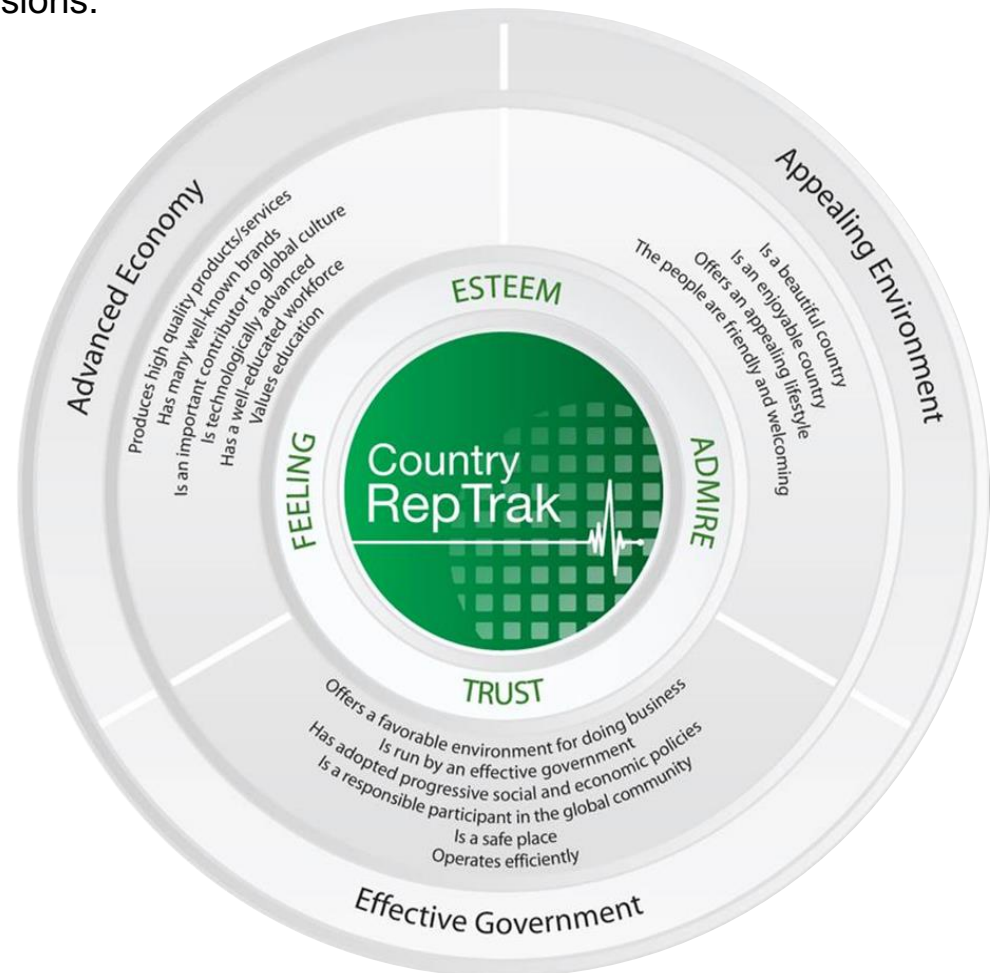 sions.
Advanced Economy
Produces high quality products/services
Has many well-known brands
Is an important contributor to global culture
Is technologically advanced
Has a well-educated workforce
Values education
Appealing Environment
Is a beautiful country
Is an enjoyable country
Offers an appealing lifestyle
The people are friendly and welcoming
ESTEEM
FEELING
ADMIRE
TRUST
Country
RepTrak
Offers a favorable environment for doing business
Is run by an effective government
Has adopted progressive social and economic policies
Is a responsible participant in the global community
Is a safe place
Operates efficiently
Effective Government